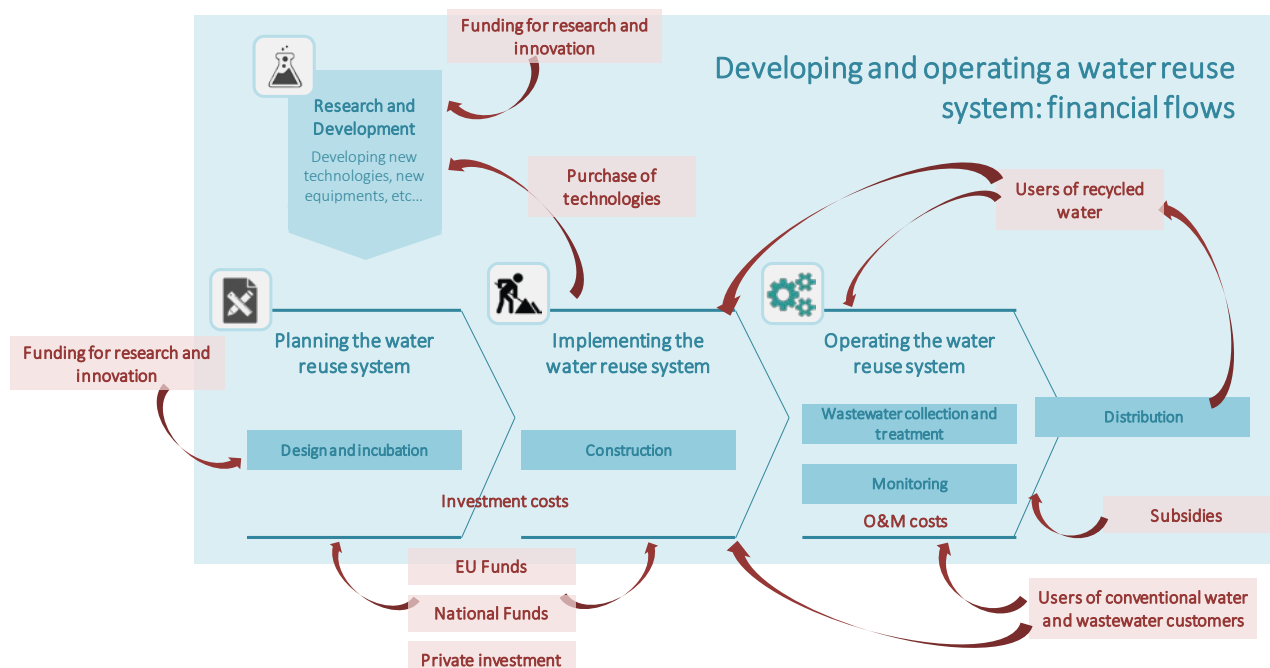 Funding for research and
innovation
Developing and operating a water reuse
system: financial flows
Research and
Development
Developing new
technologies, new
equipments, etc...
Purchase of
technologies
Users of recycled
water
Funding for research and
innovation
Planning the water
reuse system
Implementing the
water reuse system
Operating the water
reuse system
Design and incubation
Construction
Wastewater collection and
treatment
Distribution
Monitoring
Investment costs
O&M costs
Subsidies
EU Funds
National Funds
Private investment
Users of conventional water
and wastewater customers